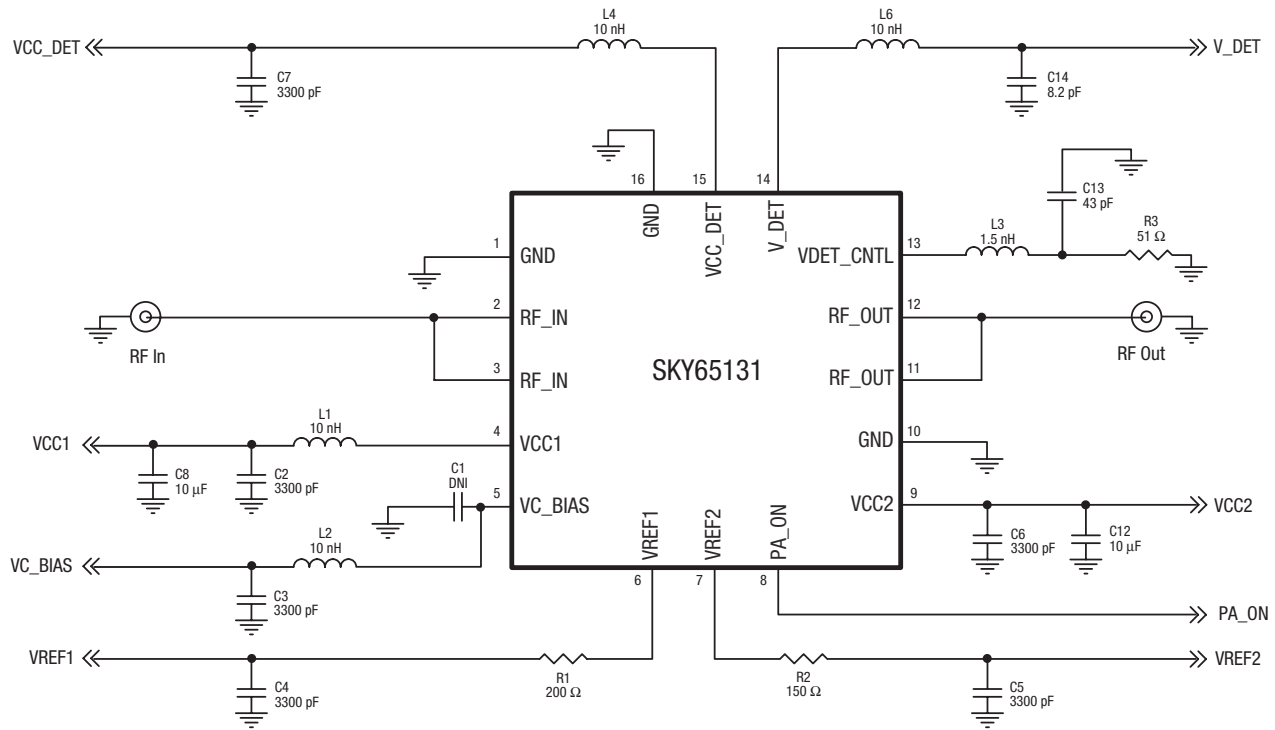 L4
10 nH
L6
10 nH
VCC_DET
V_DET
C7
3300 pF
C14
8.2 pF
16
15
14
GND
VCC_DET
V_DET
C13
43 pF
L3
1.5 nH
R3
51 Ω
1
GND
VDET_CNTL
13
2
RF_IN
RF_OUT
12
RF In
RF Out
SKY65131
3
RF_IN
RF_OUT
11
L1
10 nH
VCC1
4
VCC1
GND
10
C8
10 µF
C2
3300 pF
C1
DNI
5
VC_BIAS
VCC2
9
VCC2
VREF1
VREF2
PA_ON
C6
3300 pF
C12
10 µF
L2
10 nH
VC_BIAS
6
7
8
C3
3300 pF
PA_ON
VREF1
VREF2
R1
200 Ω
R2
150 Ω
C4
3300 pF
C5
3300 pF